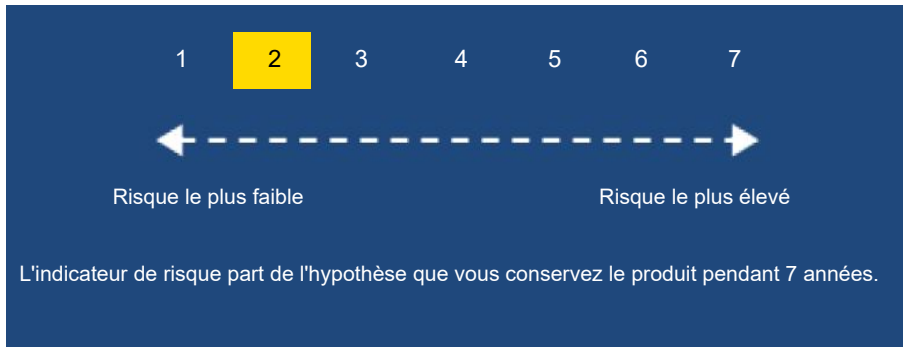 1 2 3 4 5 6 7
Risque le plus faible Risque le plus élevé
L'indicateur de risque part de l'hypothèse que vous conservez le produit pendant 7 années.